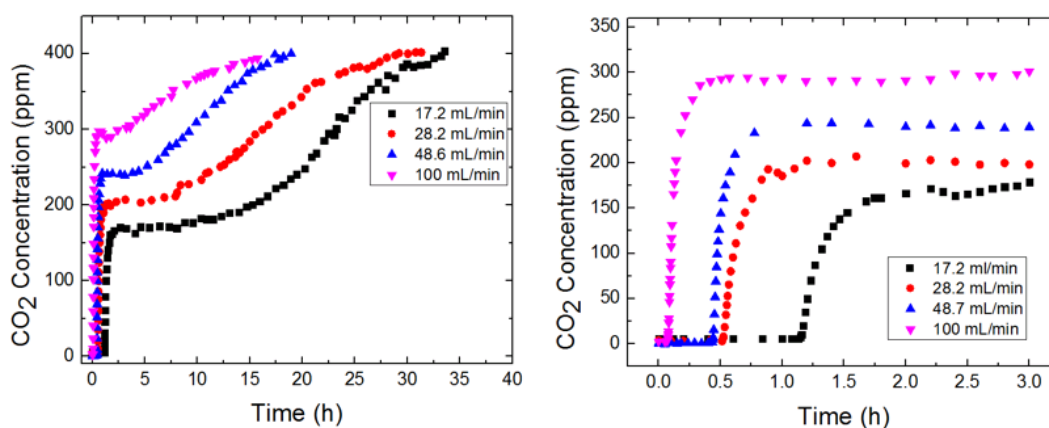 CO2 Concentration (ppm)
400
300
200
100
0
0 5 10 15 20 25 30 35 40
Time (h)
17.2 mL/min
28.2 mL/min
48.6 mL/min
100 mL/min
CO2 Concentration (ppm)
350
300
250
200
150
100
50
0
0.0 0.5 1.0 1.5 2.0 2.5 3.0
Time (h)
17.2 ml/min
28.2 mL/min
48.7 mL/min
100 mL/min